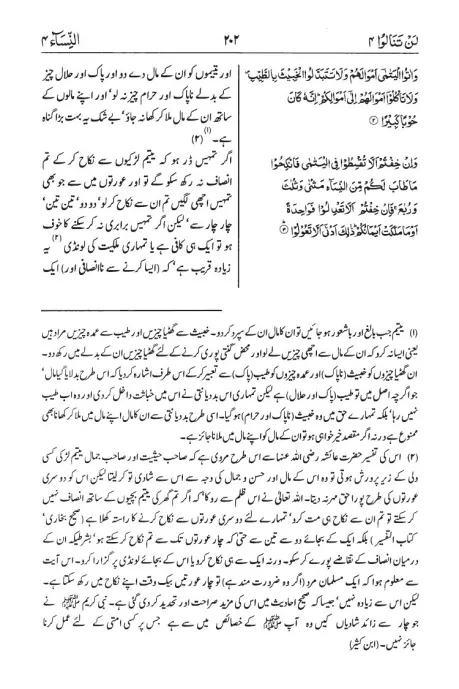 لَنْ تَنَالُوا ٤
٢٠٢
النِّسَاء ٤
وَاٰتُوا الْيَتٰمٰٓى اَمْوَالَهُمْ وَلَا تَتَبَدَّلُوا الْخَبِيْثَ بِالطَّيِّبِ ۪
وَلَا تَاْكُلُوْٓا اَمْوَالَهُمْ اِلٰٓى اَمْوَالِكُمْ ؕ اِنَّهٗ كَانَ
حُوْبًا كَبِيْرًا ﴿۲﴾
وَاِنْ خِفْتُمْ اَلَّا تُقْسِطُوْا فِى الْيَتٰمٰى فَانْكِحُوْا
مَا طَابَ لَكُمْ مِّنَ النِّسَآءِ مَثْنٰى وَثُلٰثَ
وَرُبٰعَ ۚ فَاِنْ خِفْتُمْ اَلَّا تَعْدِلُوْا فَوَاحِدَةً
اَوْ مَا مَلَكَتْ اَيْمَانُكُمْ ؕ ذٰلِكَ اَدْنٰٓى اَلَّا تَعُوْلُوْا ﴿۳﴾
اور یتیموں کو ان کے مال دے دو اور پاک اور حلال چیز
کے بدلے ناپاک اور حرام چیز نہ لو، اور اپنے مالوں کے
ساتھ ان کے مال ملا کر کھا نہ جاؤ، بے شک یہ بہت بڑا گناہ
ہے۔ (۱) (۲)
اگر تمہیں ڈر ہو کہ یتیم لڑکیوں سے نکاح کر کے تم
انصاف نہ رکھ سکو گے تو اور عورتوں میں سے جو بھی
تمہیں اچھی لگیں تم ان سے نکاح کر لو، دو دو، تین تین،
چار چار سے، لیکن اگر تمہیں برابری نہ کر سکنے کا خوف
ہو تو ایک ہی کافی ہے یا تمہاری ملکیت کی لونڈی (۲) یہ
زیادہ قریب ہے، کہ (ایسا کرنے سے ناانصافی اور) ایک
(۱) یتیم جب بالغ اور باشعور ہو جائیں تو ان کا مال ان کے سپرد کر دو۔ خبیث سے گھٹیا چیزیں اور طیب سے عمدہ چیزیں مراد ہیں
یعنی ایسا نہ کرو کہ ان کے مال سے اچھی چیزیں لے لو اور محض گنتی پوری کرنے کے لئے گھٹیا چیزیں ان کے بدلے میں رکھ دو۔
ان گھٹیا چیزوں کو خبیث (ناپاک) اور عمدہ چیزوں کو طیب (پاک) سے تعبیر کر کے اس طرف اشارہ کر دیا کہ اس طرح بدلایا گیا مال،
جو اگرچہ اصل میں تو طیب (پاک اور حلال) ہے لیکن تمہاری اس بددیانتی نے اس میں خباثت داخل کر دی اور وہ اب طیب
نہیں رہا، بلکہ تمہارے حق میں وہ خبیث (ناپاک اور حرام) ہو گیا۔ اسی طرح بددیانتی سے ان کا مال اپنے مال میں ملا کر کھانا بھی
ممنوع ہے ورنہ اگر مقصد خیر خواہی ہو تو ان کے مال کو اپنے مال میں ملانا جائز ہے۔
(۲) اس کی تفسیر حضرت عائشہ رضی اللہ عنہا سے اس طرح مروی ہے کہ صاحب حیثیت اور صاحب جمال یتیم لڑکی کسی
ولی کے زیر پرورش ہوتی تو وہ اس کے مال اور حسن و جمال کی وجہ سے اس سے شادی تو کر لیتا لیکن اس کو دوسری
عورتوں کی طرح پورا حق مہر نہ دیتا۔ اللہ تعالیٰ نے اس ظلم سے روکا، کہ اگر تم گھر کی یتیم بچیوں کے ساتھ انصاف نہیں
کر سکتے تو تم ان سے نکاح ہی مت کرو، تمہارے لئے دوسری عورتوں سے نکاح کرنے کا راستہ کھلا ہے (صحیح بخاری،
کتاب التفسیر) بلکہ ایک کے بجائے دو سے تین سے حتیٰ کہ چار عورتوں تک سے تم نکاح کر سکتے ہو، بشرطیکہ ان کے
درمیان انصاف کے تقاضے پورے کر سکو۔ ورنہ ایک سے ہی نکاح کرو یا اس کے بجائے لونڈی پر گزارا کرو۔ اس آیت
سے معلوم ہوا کہ ایک مسلمان مرد (اگر وہ ضرورت مند ہے) تو چار عورتیں بیک وقت اپنے نکاح میں رکھ سکتا ہے۔
لیکن اس سے زیادہ نہیں، جیسا کہ صحیح احادیث میں اس کی مزید صراحت اور تحدید کر دی گئی ہے۔ نبی کریم ﷺ نے
جو چار سے زائد شادیاں کیں وہ آپ ﷺ کے خصائص میں سے ہے جس پر کسی امتی کے لئے عمل کرنا
جائز نہیں۔ (ابن کثیر)